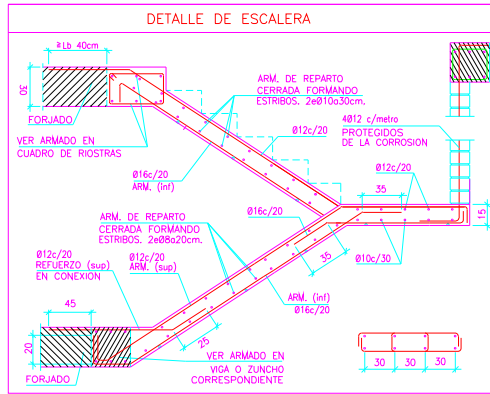 DETALLE DE ESCALERA
≥Lb 40cm
30
FORJADO
VER ARMADO EN
CUADRO DE RIOSTRAS
ARM. DE REPARTO
CERRADA FORMANDO
ESTRIBOS. 2eØ10a30cm.
Ø12c/20
4Ø12 c/metro
PROTEGIDOS
DE LA CORROSION
Ø12c/20
Ø16c/20
ARM. (inf)
35
15
ARM. DE REPARTO
CERRADA FORMANDO
ESTRIBOS. 2eØ8a20cm.
Ø16c/20
Ø12c/20
REFUERZO (sup)
EN CONEXION
Ø12c/20
ARM. (sup)
35
Ø10c/30
45
25
ARM. (inf)
Ø16c/20
20
FORJADO
VER ARMADO EN
VIGA O ZUNCHO
CORRESPONDIENTE
30
30
30